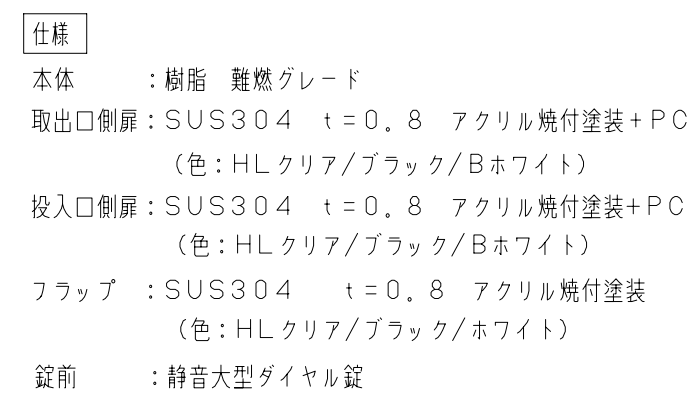 仕様
本体　　　：樹脂　難燃グレード
取出口側扉：ＳＵＳ３０４　ｔ＝０．８　アクリル焼付塗装＋ＰＣ
（色：ＨＬクリア／ブラック／Ｂホワイト）
投入口側扉：ＳＵＳ３０４　ｔ＝０．８　アクリル焼付塗装＋ＰＣ
（色：ＨＬクリア／ブラック／Ｂホワイト）
フラップ　：ＳＵＳ３０４　ｔ＝０．８　アクリル焼付塗装
（色：ＨＬクリア／ブラック／ホワイト）
錠前　　　：静音大型ダイヤル錠